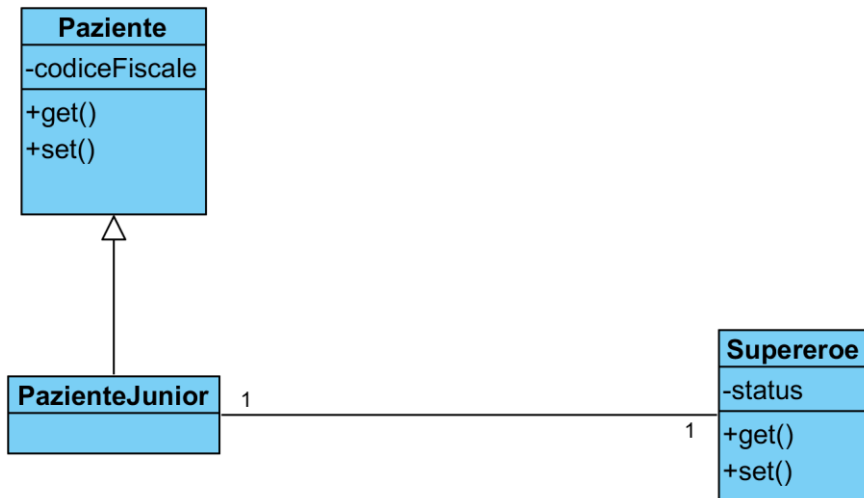 Paziente
-codiceFiscale
+get()
+set()
PazienteJunior
1
1
Supereroe
-status
+get()
+set()